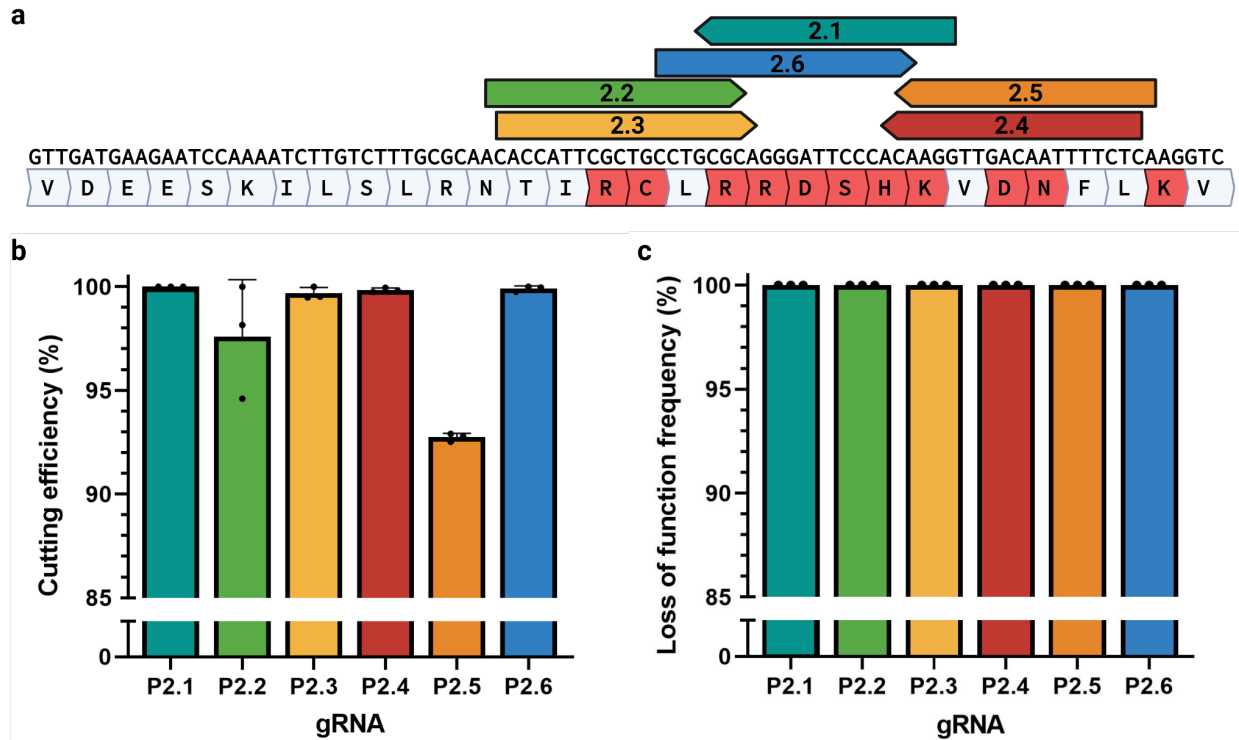 a
2.1
2.6
2.2 2.5
2.3 2.4
GTTGATGAAGAATCCAAAATCTTGTCTTTGCGCAACACCATTCGCTGCCTGCGCAGGGATTCCCACAAGGTTGACAATTTTCTCAAGGTC
V D E E S K I L S L R N T I R C L R R D S H K V D N F L K V
b
Cutting efficiency (%)
100
95
90
85
0
P2.1 P2.2 P2.3 P2.4 P2.5 P2.6
gRNA
c
Loss of function frequency (%)
100
95
90
85
0
P2.1 P2.2 P2.3 P2.4 P2.5 P2.6
gRNA